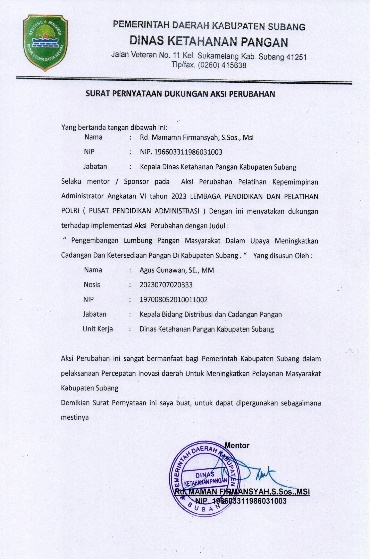 PEMERINTAH DAERAH KABUPATEN SUBANG
DINAS KETAHANAN PANGAN
Jalan Veteran No. 11 Kel. Sukamelang Kab. Subang 41251
Tlp/fax. (0260) 415838
SURAT PERNYATAAN DUKUNGAN AKSI PERUBAHAN
Yang bertanda tangan dibawah ini:
Nama : Rd. Mamamn Firmansyah, S.Sos., Msi
NIP : NIP. 196603311986031003
Jabatan : Kepala Dinas Ketahanan Pangan Kabupaten Subang
Selaku mentor / Sponsor pada Aksi Perubahan Pelatihan Kepemimpinan
Administrator Angkatan VI tahun 2023 LEMBAGA PENDIDIKAN DAN PELATIHAN
POLRI ( PUSAT PENDIDIKAN ADMINISTRASI ) Dengan ini menyatakan dukungan
terhadap implementasi Aksi Perubahan dengan Judul :
" Pengembangan Lumbung Pangan Masyarakat Dalam Upaya Meningkatkan
Cadangan Dan Ketersediaan Pangan Di Kabupaten Subang . " Yang disusun Oleh :
Nama : Agus Gunawan, SE., MM
Nosis : 20230707020333
NIP : 197008052010011002
Jabatan : Kepala Bidang Distribusi dan Cadangan Pangan
Unit Kerja : Dinas Ketahanan Pangan Kabupaten Subang
Aksi Perubahan ini sangat bermanfaat bagi Pemerintah Kabupaten Subang dalam
pelaksanaan Percepatan Inovasi daerah Untuk Meningkatkan Pelayanan Masyarakat
Kabupaten Subang
Demikian Surat Pernyataan ini saya buat, untuk dapat dipergunakan sebagaimana
mestinya
Mentor
PEMERINTAH DAERAH KABUPATEN
DINAS
KETAHANAN PANGAN
SUBANG
Rd. MAMAN FIRMANSYAH,S.Sos.,MSI
NIP. 196603311986031003